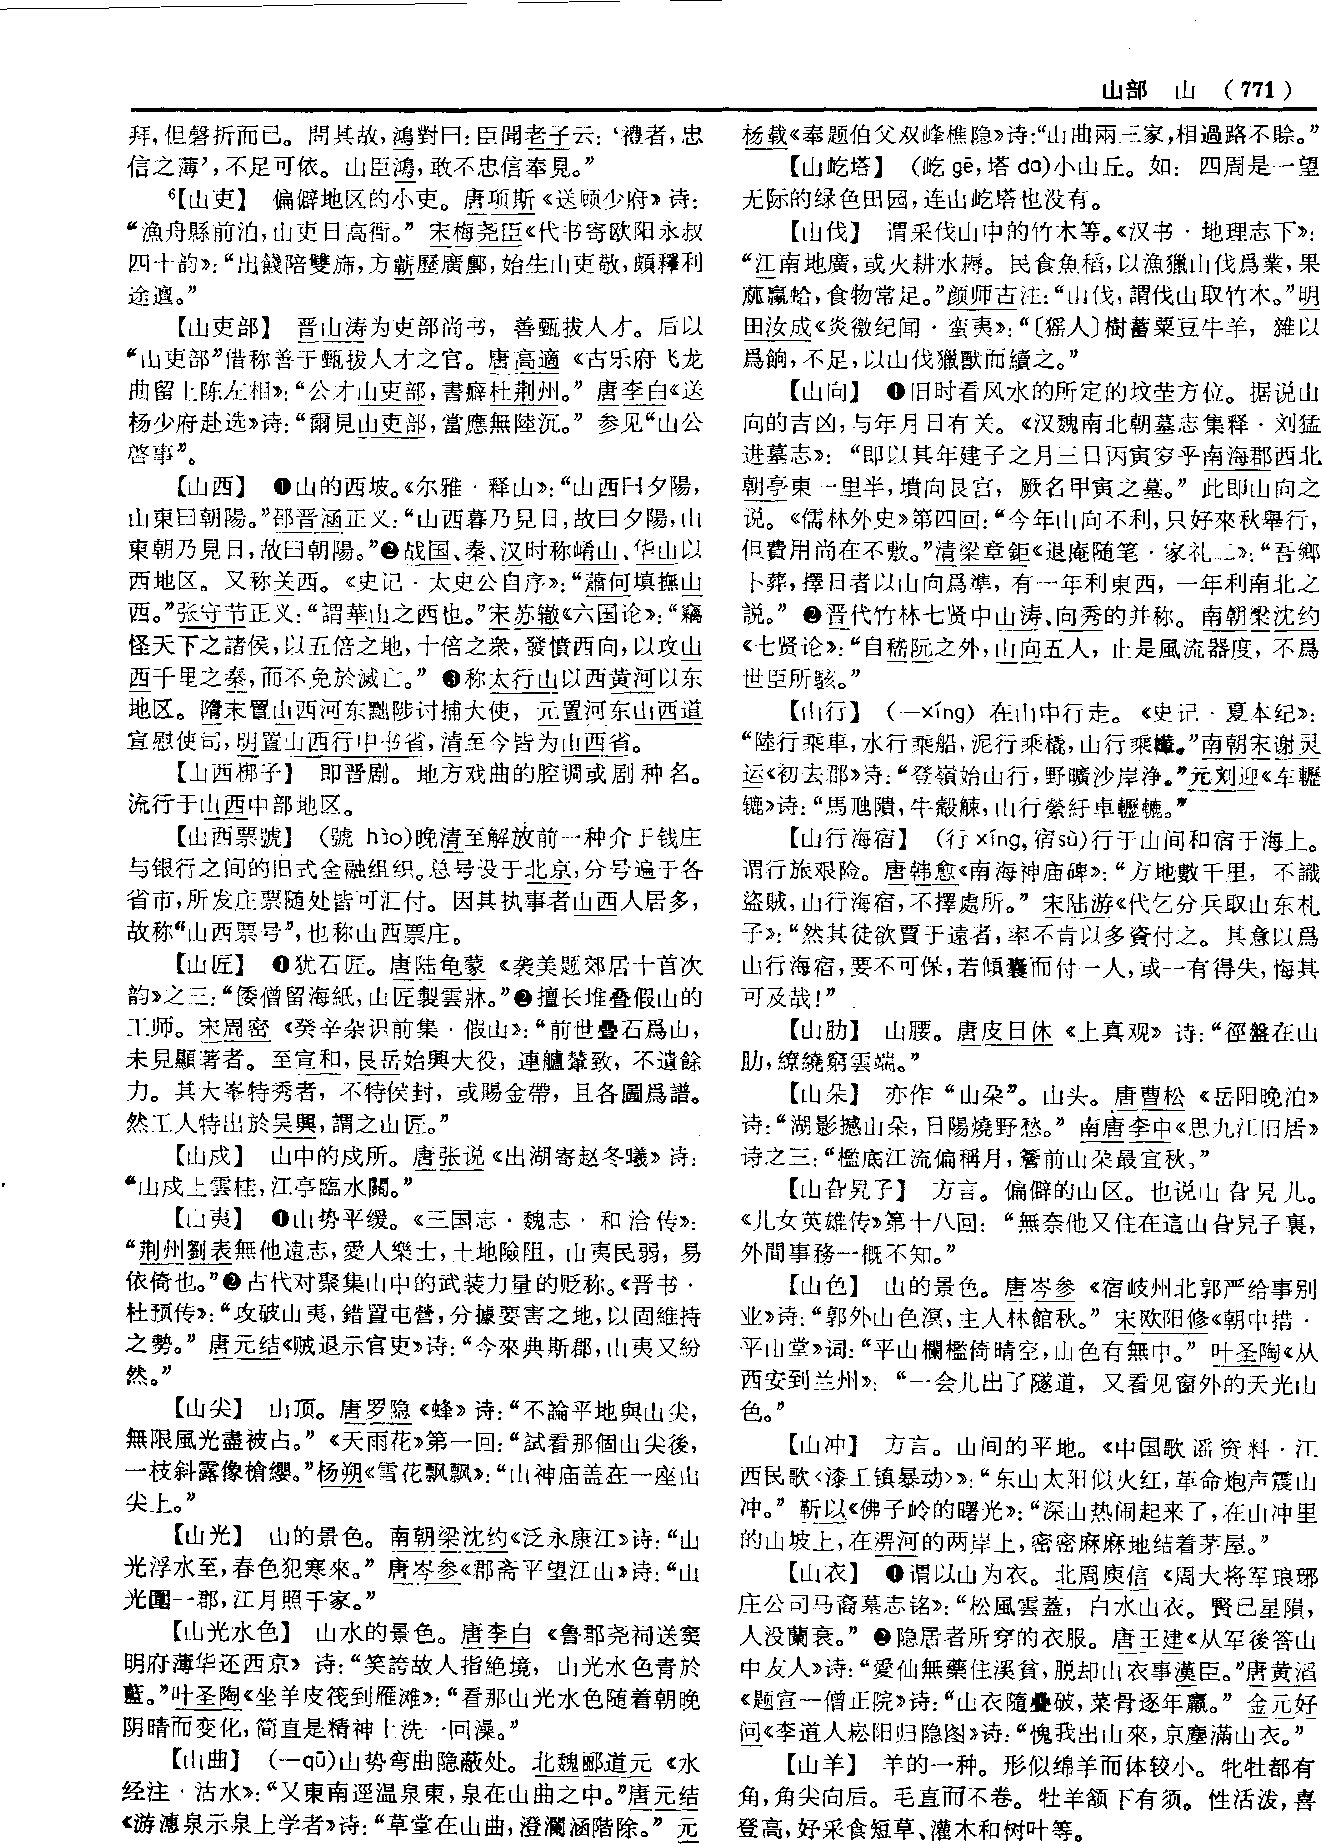 山部　山　（771）
拜，但磬折而已。問其故，鴻對曰：臣聞老子云：‘禮者，忠
信之薄’，不足可依。山臣鴻，敢不忠信奉見。”
⁶【山吏】　偏僻地区的小吏。唐项斯《送顾少府》诗：
“漁舟縣前泊，山吏日高衙。”　宋梅尧臣《代书寄欧阳永叔
四十韵》：“出餞陪雙旆，方蘄歷廣鄽，始生山吏敬，頗釋利
途邅。”
【山吏部】　晋山涛为吏部尚书，善甄拔人才。后以
“山吏部”借称善于甄拔人才之官。唐高適《古乐府飞龙
曲留上陈左相》：“公才山吏部，書癖杜荆州。”　唐李白《送
杨少府赴选》诗：“爾見山吏部，當應無陸沉。”　参见“山公
啓事”。
【山西】　❶山的西坡。《尔雅·释山》：“山西曰夕陽，
山東曰朝陽。”邵晋涵正义：“山西暮乃見日，故曰夕陽，山
東朝乃見日，故曰朝陽。”❷战国、秦、汉时称崤山、华山以
西地区。又称关西。《史记·太史公自序》：“蕭何填撫山
西。”张守节正义：“謂華山之西也。”宋苏辙《六国论》：“竊
怪天下之諸侯，以五倍之地，十倍之衆，發憤西向，以攻山
西千里之秦，而不免於滅亡。”　❸称太行山以西黄河以东
地区。隋末置山西河东黜陟讨捕大使，元置河东山西道
宣慰使司，明置山西行中书省，清至今皆为山西省。
【山西梆子】　即晋剧。地方戏曲的腔调或剧种名。
流行于山西中部地区。
【山西票號】　（號 hào）晚清至解放前一种介于钱庄
与银行之间的旧式金融组织。总号设于北京，分号遍于各
省市，所发庄票随处皆可汇付。因其执事者山西人居多，
故称“山西票号”，也称山西票庄。
【山匠】　❶犹石匠。唐陆龟蒙《袭美题郊居十首次
韵》之三：“倭僧留海紙，山匠製雲牀。”❷擅长堆叠假山的
工师。宋周密《癸辛杂识前集·假山》：“前世疊石爲山，
未見顯著者。至宣和，艮岳始興大役，連艫輦致，不遺餘
力。其大峯特秀者，不特侯封，或賜金帶，且各圖爲譜。
然工人特出於吴興，謂之山匠。”
【山戍】　山中的戍所。唐张说《出湖寄赵冬曦》诗：
“山戍上雲桂，江亭臨水關。”
【山夷】　❶山势平缓。《三国志·魏志·和洽传》：
“荆州劉表無他遠志，愛人樂士，土地險阻，山夷民弱，易
依倚也。”❷古代对聚集山中的武装力量的贬称。《晋书·
杜预传》：“攻破山夷，錯置屯營，分據要害之地，以固維持
之勢。”　唐元结《贼退示官吏》诗：“今來典斯郡，山夷又紛
然。”
【山尖】　山顶。唐罗隐《蜂》诗：“不論平地與山尖，
無限風光盡被占。”《天雨花》第一回：“試看那個山尖後，
一枝斜露像槍纓。”杨朔《雪花飘飘》：“山神庙盖在一座山
尖上。”
【山光】　山的景色。南朝梁沈约《泛永康江》诗：“山
光浮水至，春色犯寒來。”　唐岑参《郡斋平望江山》诗：“山
光圍一郡，江月照千家。”
【山光水色】　山水的景色。唐李白《鲁郡尧祠送窦
明府薄华还西京》诗：“笑誇故人指絶境，山光水色青於
藍。”叶圣陶《坐羊皮筏到雁滩》：“看那山光水色随着朝晚
阴晴而变化，简直是精神上洗一回澡。”
【山曲】　（—qū）山势弯曲隐蔽处。北魏郦道元《水
经注·沽水》：“又東南逕温泉東，泉在山曲之中。”唐元结
《游漶泉示泉上学者》诗：“草堂在山曲，澄瀾涵階除。”　元
杨载《奉题伯父双峰樵隐》诗：“山曲兩三家，相過路不賒。”
【山屹塔】　（屹 gē，塔 dɑ）小山丘。如：四周是一望
无际的绿色田园，连山屹塔也没有。
【山伐】　谓采伐山中的竹木等。《汉书·地理志下》：
“江南地廣，或火耕水耨。民食魚稻，以漁獵山伐爲業，果
蓏蠃蛤，食物常足。”颜师古注：“山伐，謂伐山取竹木。”明
田汝成《炎徼纪闻·蛮夷》：“〔猺人〕樹蓄粟豆牛羊，雜以
爲餉，不足，以山伐獵獸而續之。”
【山向】　❶旧时看风水的所定的坟茔方位。据说山
向的吉凶，与年月日有关。《汉魏南北朝墓志集释·刘猛
进墓志》：“即以其年建子之月三日丙寅穸乎南海郡西北
朝亭東一里半，墳向艮宫，厥名甲寅之墓。”　此即山向之
说。《儒林外史》第四回：“今年山向不利，只好來秋舉行，
但費用尚在不敷。”清梁章鉅《退庵随笔·家礼二》：“吾鄉
卜葬，擇日者以山向爲準，有一年利東西，一年利南北之
説。”　❷晋代竹林七贤中山涛、向秀的并称。南朝梁沈约
《七贤论》：“自嵇阮之外，山向五人，止是風流器度，不爲
世臣所駭。”
【山行】　（—xíng）在山中行走。《史记·夏本纪》：
“陸行乘車，水行乘船，泥行乘橇，山行乘檋。”南朝宋谢灵
运《初去郡》诗：“登嶺始山行，野曠沙岸浄。”元刘迎《车轣
辘》诗：“馬虺隤，牛觳觫，山行縈紆車轣轆。”
【山行海宿】　（行 xíng，宿 sù）行于山间和宿于海上。
谓行旅艰险。唐韩愈《南海神庙碑》：“方地數千里，不識
盜賊，山行海宿，不擇處所。”　宋陆游《代乞分兵取山东札
子》：“然其徒欲賈于遠者，率不肯以多資付之。其意以爲
山行海宿，要不可保，若傾囊而付一人，或一有得失，悔其
可及哉！”
【山肋】　山腰。唐皮日休《上真观》诗：“徑盤在山
肋，繚繞窮雲端。”
【山朵】　亦作“山朶”。山头。唐曹松《岳阳晚泊》
诗：“湖影撼山朵，日陽燒野愁。”　南唐李中《思九江旧居》
诗之三：“檻底江流偏稱月，簷前山朶最宜秋。”
【山旮旯子】　方言。偏僻的山区。也说山旮旯儿。
《儿女英雄传》第十八回：“無奈他又住在這山旮旯子裏，
外間事務一概不知。”
【山色】　山的景色。唐岑参《宿岐州北郭严给事别
业》诗：“郭外山色溟，主人林館秋。”　宋欧阳修《朝中措·
平山堂》词：“平山欄檻倚晴空，山色有無中。”　叶圣陶《从
西安到兰州》：“一会儿出了隧道，又看见窗外的天光山
色。”
【山冲】　方言。山间的平地。《中国歌谣资料·江
西民歌〈漆工镇暴动〉》：“东山太阳似火红，革命炮声震山
冲。”　靳以《佛子岭的曙光》：“深山热闹起来了，在山冲里
的山坡上，在淠河的两岸上，密密麻麻地结着茅屋。”
【山衣】　❶谓以山为衣。北周庾信《周大将军琅邪
庄公司马裔墓志铭》：“松風雲蓋，白水山衣。賢已星隕，
人没蘭衰。”　❷隐居者所穿的衣服。唐王建《从军後答山
中友人》诗：“愛仙無藥住溪貧，脱却山衣事漢臣。”唐黄滔
《题宣一僧正院》诗：“山衣隨疊破，菜骨逐年羸。”　金元好
问《李道人崧阳归隐图》诗：“愧我出山來，京塵滿山衣。”
【山羊】　羊的一种。形似绵羊而体较小。牝牡都有
角，角尖向后。毛直而不卷。牡羊颔下有须。性活泼，喜
登高，好采食短草、灌木和树叶等。